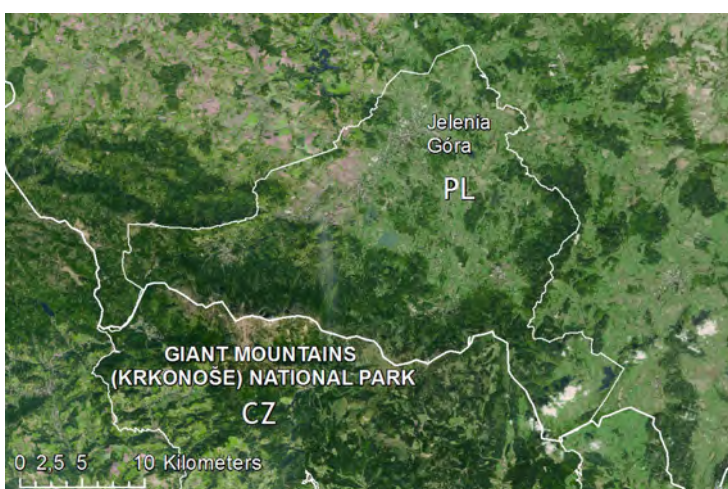 Jelenia
Góra
PL
GIANT MOUNTAINS
(KRKONOŠE) NATIONAL PARK
CZ
0 2,5 5 10 Kilometers